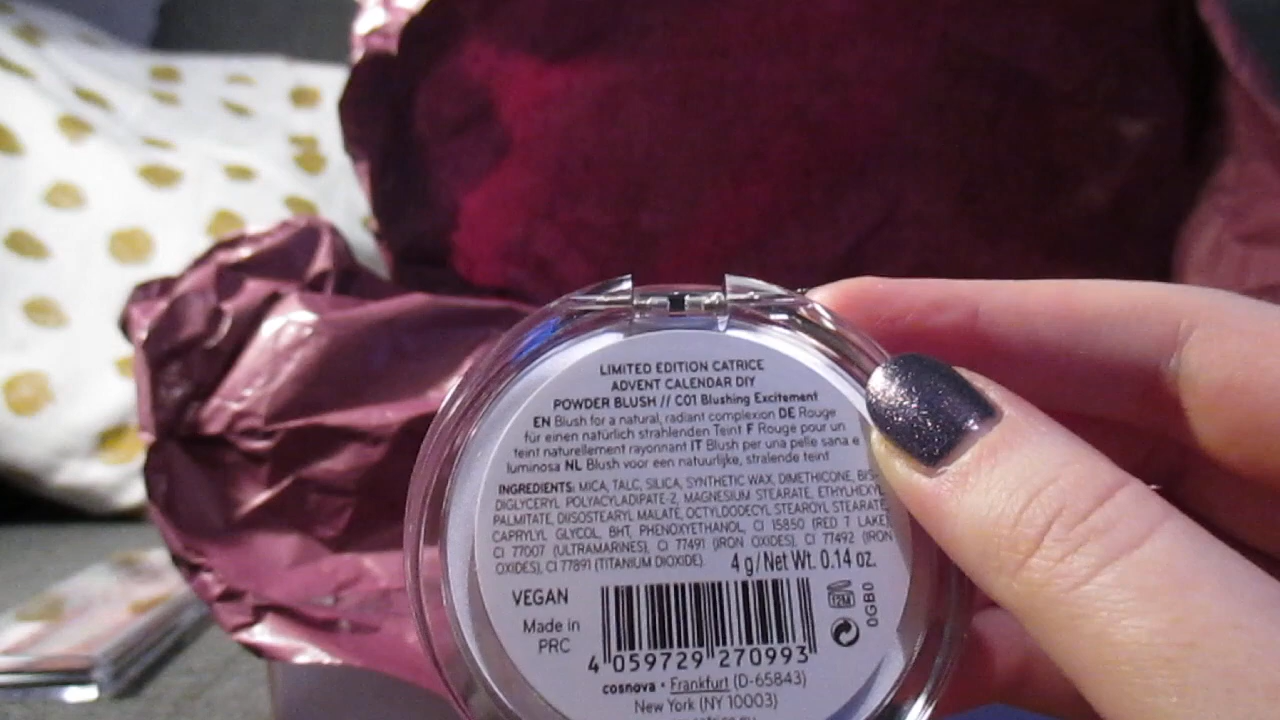 LIMITED EDITION CATRICE
ADVENT CALENDAR DIY
POWDER BLUSH // C01 Blushing Excitement
EN Blush for a natural, radiant complexion DE Rouge
für einen natürlich strahlenden Teint F Rouge pour un
teint naturellement rayonnant IT Blush per una pelle sana e
luminosa NL Blush voor een natuurlijke, stralende teint
INGREDIENTS: MICA, TALC, SILICA, SYNTHETIC WAX, DIMETHICONE, BIS-
DIGLYCERYL POLYACYLADIPATE-2, MAGNESIUM STEARATE, ETHYLHEXYL
PALMITATE, DIISOSTEARYL MALATE, OCTYLDODECYL STEAROYL STEARATE,
CAPRYLYL GLYCOL, BHT, PHENOXYETHANOL, CI 15850 (RED 7 LAKE),
CI 77007 (ULTRAMARINES), CI 77491 (IRON OXIDES), CI 77492 (IRON
OXIDES), CI 77891 (TITANIUM DIOXIDE). 4 g/Net Wt. 0.14 oz.
VEGAN
Made in
PRC
12M
0GB0
4 059729 270993
cosnova • Frankfurt (D-65843)
New York (NY 10003)